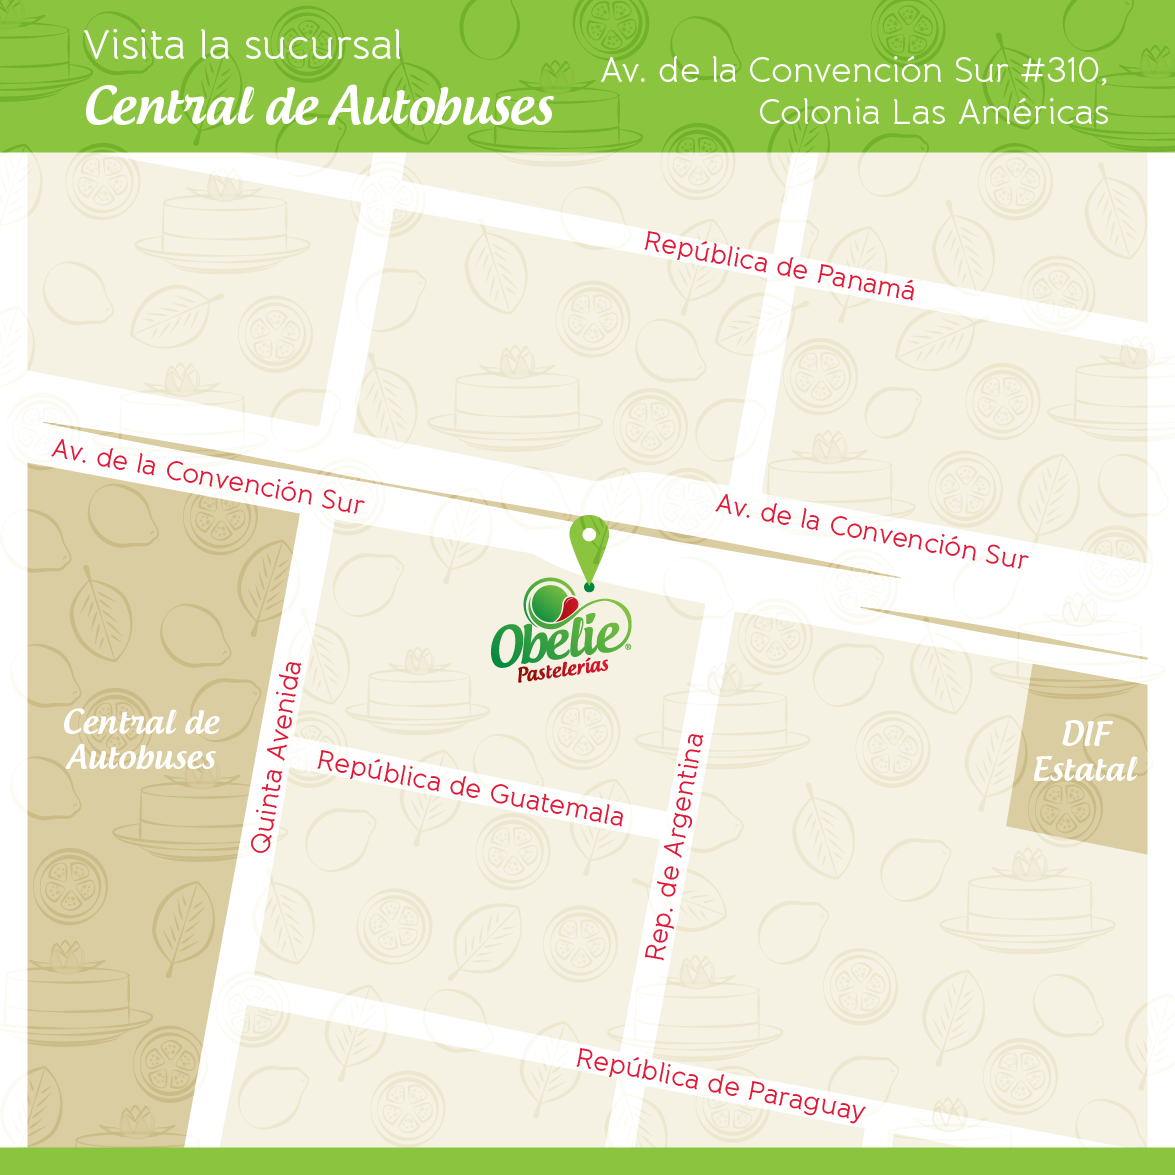 Visita la sucursal
Central de Autobuses
Av. de la Convención Sur #310,
Colonia Las Américas
República de Panamá
Av. de la Convención Sur
Av. de la Convención Sur
Obelie®
Pastelerías
Central de
Autobuses
Quinta Avenida
República de Guatemala
Rep. de Argentina
DIF
Estatal
República de Paraguay